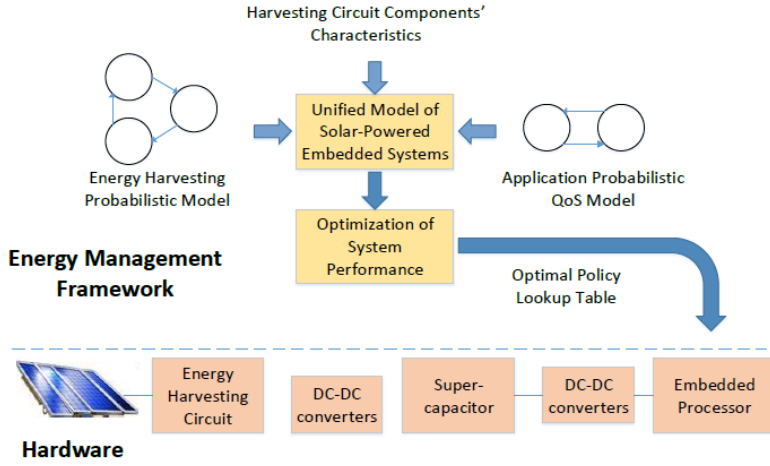 Harvesting Circuit Components'
Characteristics
Unified Model of
Solar-Powered
Embedded Systems
Energy Harvesting
Probabilistic Model
Application Probabilistic
QoS Model
Optimization of
System
Performance
Energy Management
Framework
Optimal Policy
Lookup Table
Energy
Harvesting
Circuit
DC-DC
converters
Super-
capacitor
DC-DC
converters
Embedded
Processor
Hardware